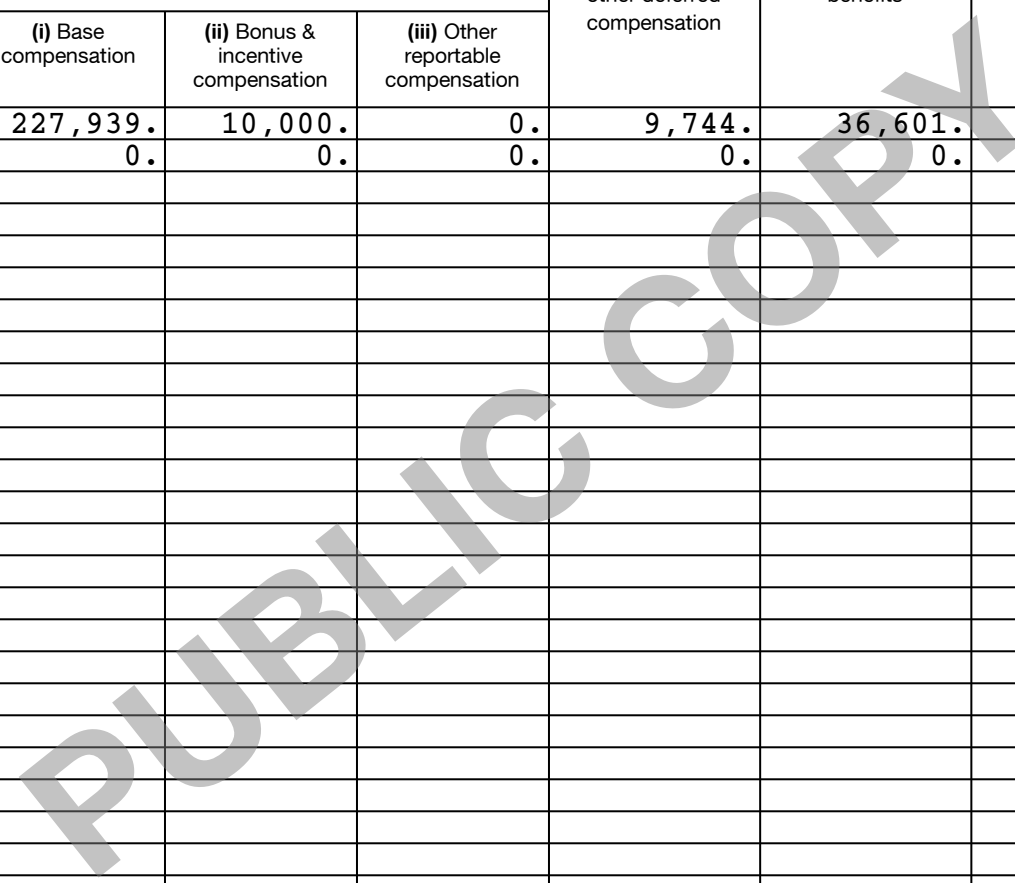 other deferred
compensation
benefits
(i) Base
compensation
(ii) Bonus &
incentive
compensation
(iii) Other
reportable
compensation
227,939. 10,000. 0. 9,744. 36,601.
0. 0. 0. 0. 0.
PUBLIC COPY